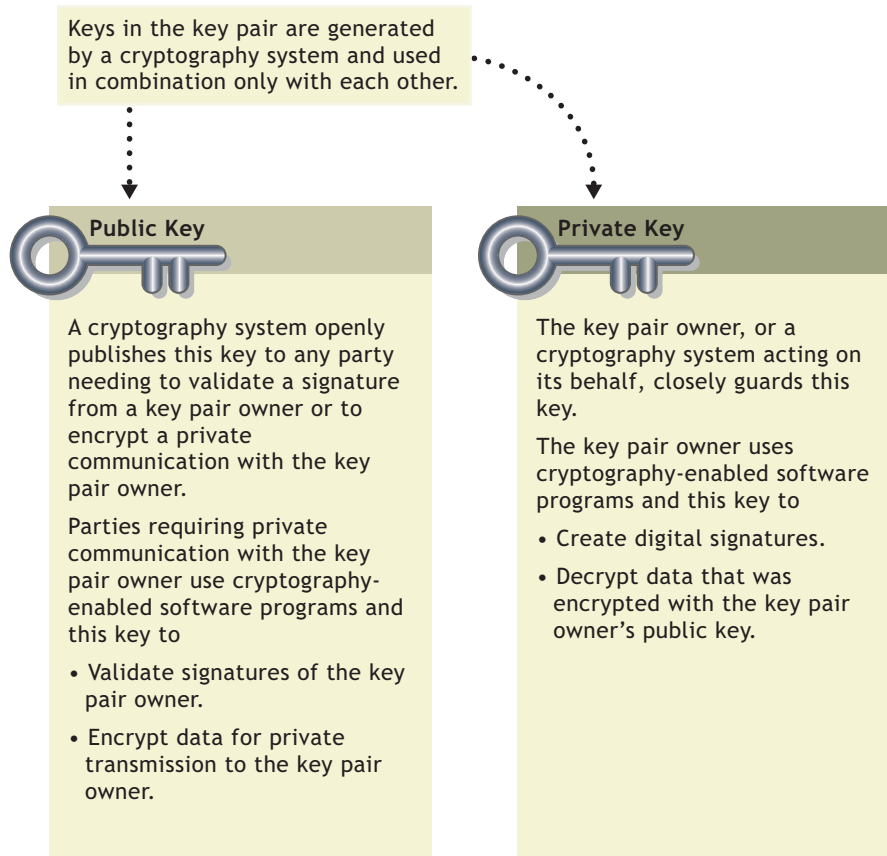 Keys in the key pair are generated
by a cryptography system and used
in combination only with each other.
Public Key
A cryptography system openly
publishes this key to any party
needing to validate a signature
from a key pair owner or to
encrypt a private
communication with the key
pair owner.
Parties requiring private
communication with the key
pair owner use cryptography-
enabled software programs and
this key to
• Validate signatures of the key
pair owner.
• Encrypt data for private
transmission to the key pair
owner.
Private Key
The key pair owner, or a
cryptography system acting on
its behalf, closely guards this
key.
The key pair owner uses
cryptography-enabled software
programs and this key to
• Create digital signatures.
• Decrypt data that was
encrypted with the key pair
owner's public key.